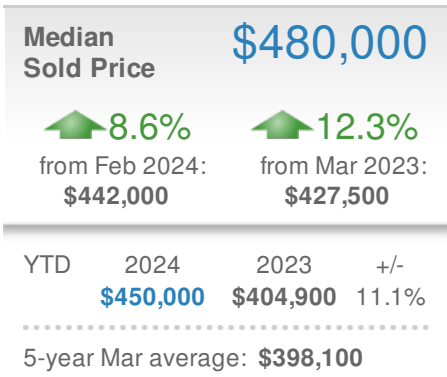 Median $480,000
Sold Price
8.6% 12.3%
from Feb 2024: from Mar 2023:
$442,000 $427,500
YTD 2024 2023 +/-
$450,000 $404,900 11.1%
5-year Mar average: $398,100